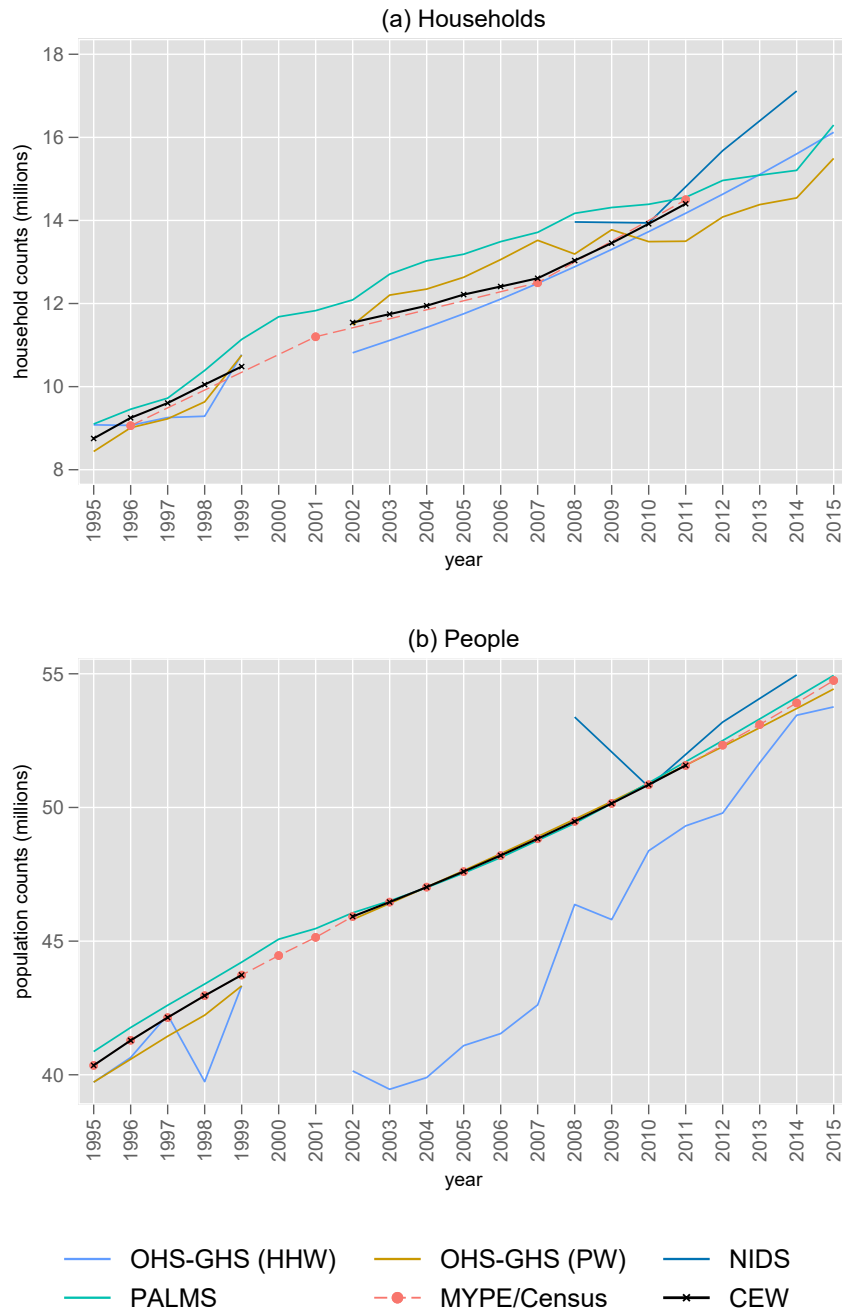 (a) Households
household counts (millions)
18
16
14
12
10
8
1995 1996 1997 1998 1999 2000 2001 2002 2003 2004 2005 2006 2007 2008 2009 2010 2011 2012 2013 2014 2015
year
(b) People
population counts (millions)
55
50
45
40
1995 1996 1997 1998 1999 2000 2001 2002 2003 2004 2005 2006 2007 2008 2009 2010 2011 2012 2013 2014 2015
year
OHS-GHS (HHW) OHS-GHS (PW) NIDS
PALMS MYPE/Census CEW